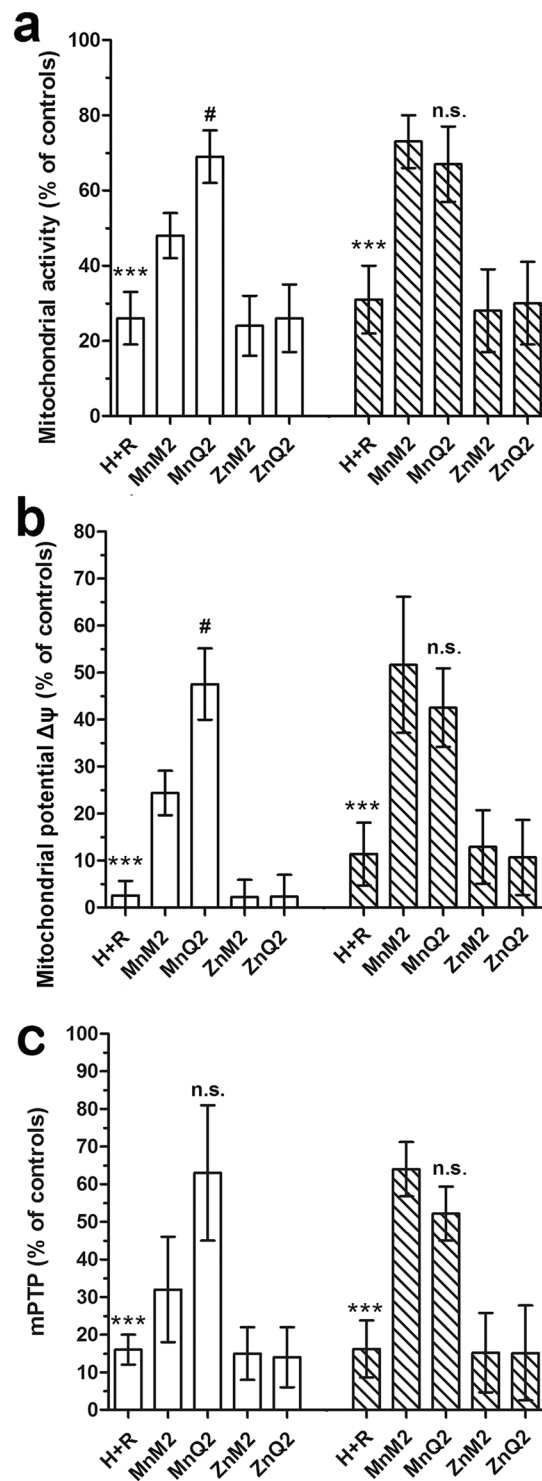 a
Mitochondrial activity (% of controls)
100
80
60
40
20
0
***
#
***
n.s.
H+R MnM2 MnQ2 ZnM2 ZnQ2 H+R MnM2 MnQ2 ZnM2 ZnQ2
b
Mitochondrial potential Δψ (% of controls)
80
70
60
50
40
30
20
10
0
***
#
***
n.s.
H+R MnM2 MnQ2 ZnM2 ZnQ2 H+R MnM2 MnQ2 ZnM2 ZnQ2
c
mPTP (% of controls)
100
90
80
70
60
50
40
30
20
10
0
***
n.s.
***
n.s.
H+R MnM2 MnQ2 ZnM2 ZnQ2 H+R MnM2 MnQ2 ZnM2 ZnQ2